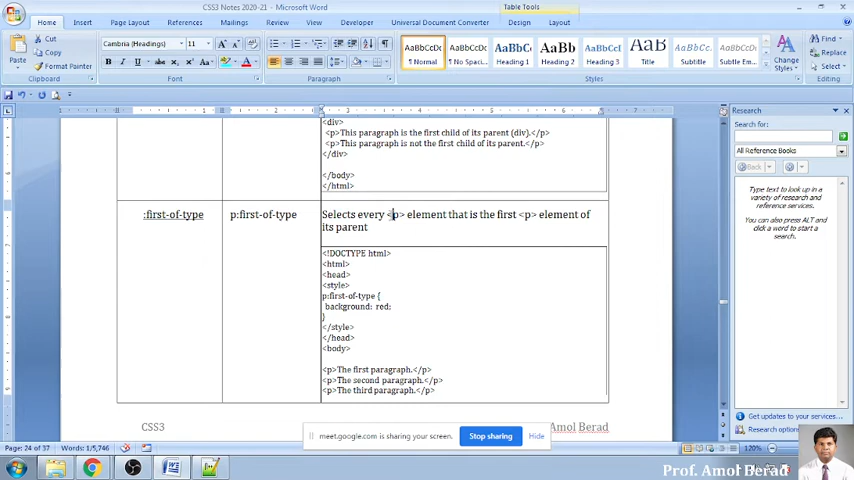 CSS3 Notes 2020-21 - Microsoft Word
Table Tools
Home Insert Page Layout References Mailings Review View Developer Universal Document Converter Design Layout
Cut
Copy
Format Painter
Paste
Clipboard
Cambria (Headings) 11
Font
Paragraph
AaBbCcDc AaBbCcDc AaBbC AaBb AaBbCcI AaB AaBbCcL
¶ Normal ¶ No Spaci... Heading 1 Heading 2 Heading 3 Title Subtitle Subtle Em...
Change Styles
Styles
Find
Replace
Select
Editing
<div>
<p>This paragraph is the first child of its parent (div).</p>
<p>This paragraph is not the first child of its parent.</p>
</div>
</body>
</html>
:first-of-type p:first-of-type Selects every <p> element that is the first <p> element of
its parent
<!DOCTYPE html>
<html>
<head>
<style>
p:first-of-type {
background: red;
}
</style>
</head>
<body>
<p>The first paragraph.</p>
<p>The second paragraph.</p>
<p>The third paragraph.</p>
CSS3 Amol Berad
Research
Search for:
All Reference Books
Back
Type text to look up in a
variety of research and
reference services.
You can also press ALT and
click a word to start a
search.
Get updates to your services
Research options
meet.google.com is sharing your screen. Stop sharing Hide
Page: 24 of 37 Words: 1/5,746 120%
Prof. Amol Berad